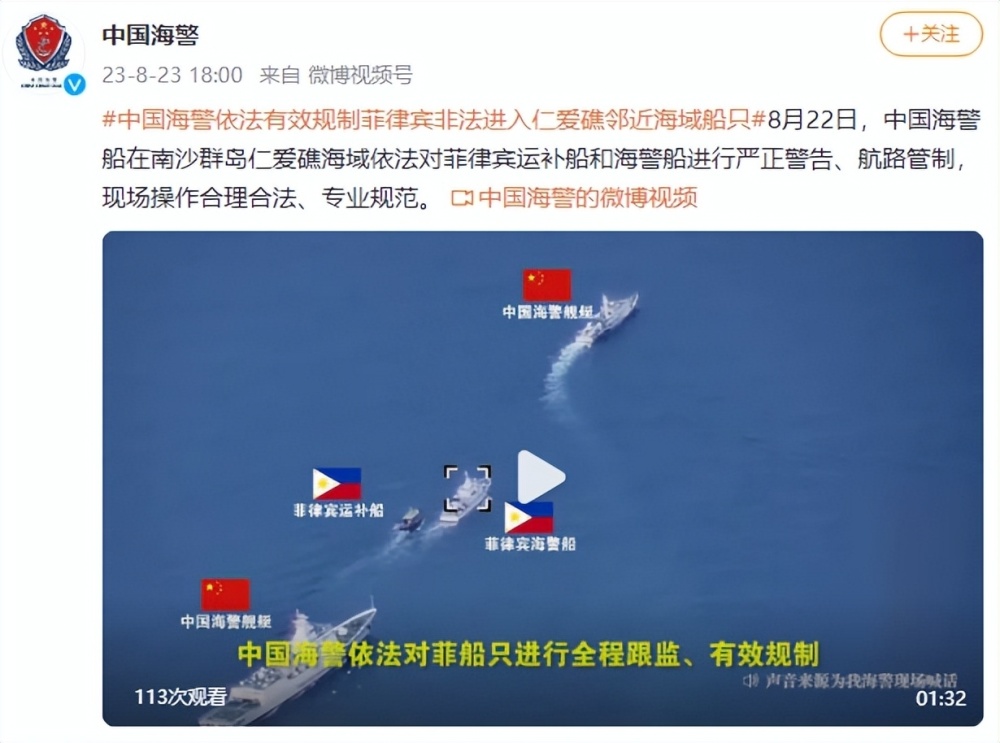 中国海警
+关注
23-8-23 18:00 来自 微博视频号
#中国海警依法有效规制菲律宾非法进入仁爱礁邻近海域船只#8月22日，中国海警
船在南沙群岛仁爱礁海域依法对菲律宾运补船和海警船进行严正警告、航路管制，
现场操作合理合法、专业规范。 中国海警的微博视频
中国海警舰艇
菲律宾运补船
菲律宾海警船
中国海警舰艇
中国海警依法对菲船只进行全程跟监、有效规制
声音来源为我海警现场喊话
113次观看
01:32